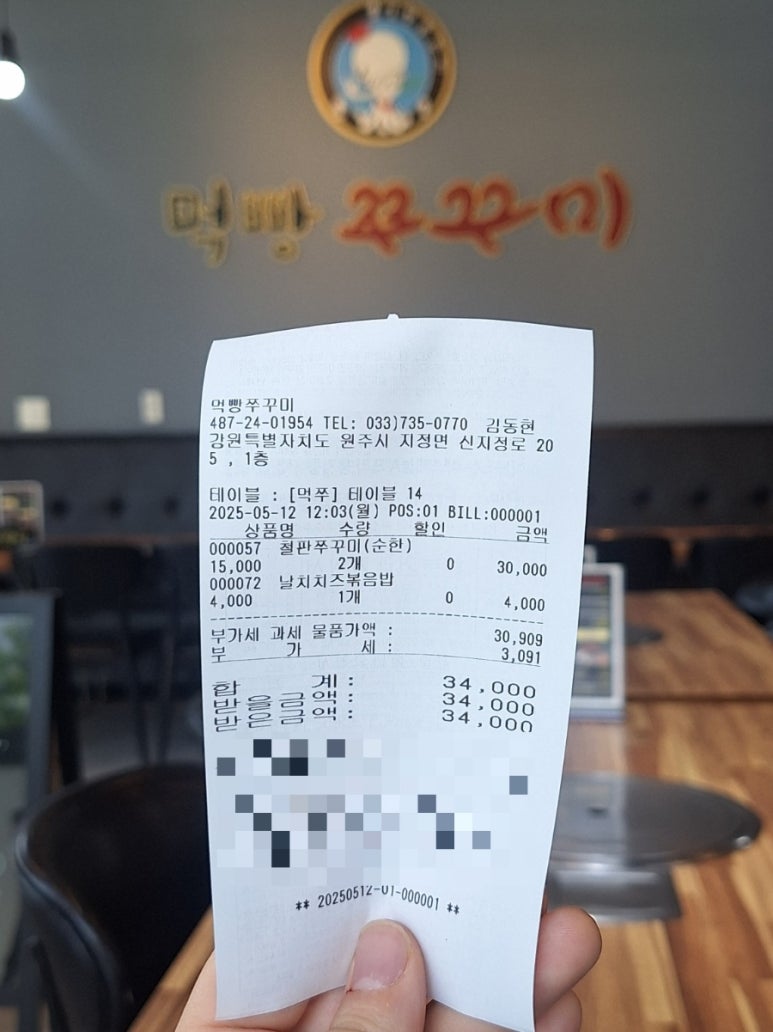 먹빵 쭈꾸미
먹빵쭈꾸미
487-24-01954 TEL: 033)735-0770 김동현
강원특별자치도 원주시 지정면 신지정로 20
5 , 1층
테이블 : [먹쭈] 테이블 14
2025-05-12 12:03(월) POS:01 BILL:000001
상품명 수량 할인 금액
000057 철판쭈꾸미(순한)
15,000 2개 0 30,000
000072 날치치즈볶음밥
4,000 1개 0 4,000
부가세 과세 물품가액 : 30,909
부 가 세 : 3,091
합 계 : 34,000
받을금액 : 34,000
받은금액 : 34,000
** 20250512-01-000001 **